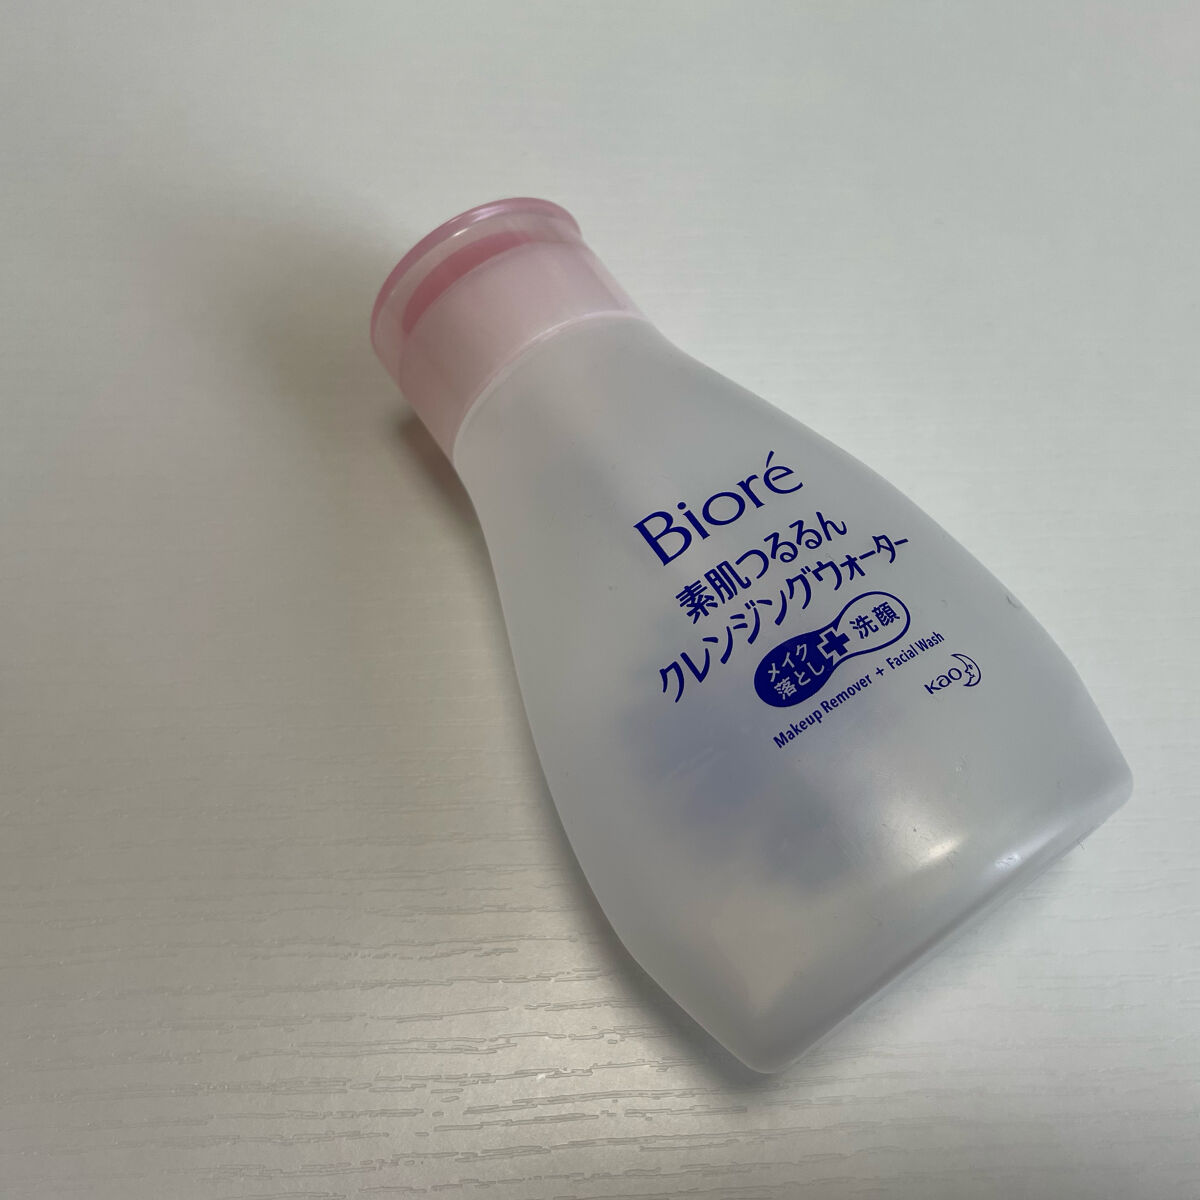 Bioré
素肌つるるん
クレンジングウォーター
メイク
落とし
洗顔
Makeup Remover + Facial Wash
Kao